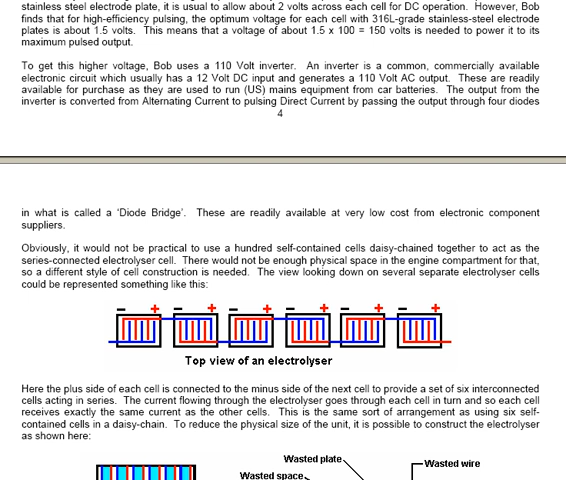 stainless steel electrode plate, it is usual to allow about 2 volts across each cell for DC operation. However, Bob
finds that for high-efficiency pulsing, the optimum voltage for each cell with 316L-grade stainless-steel electrode
plates is about 1.5 volts. This means that a voltage of about 1.5 x 100 = 150 volts is needed to power it to its
maximum pulsed output.
To get this higher voltage, Bob uses a 110 Volt inverter. An inverter is a common, commercially available
electronic circuit which usually has a 12 Volt DC input and generates a 110 Volt AC output. These are readily
available for purchase as they are used to run (US) mains equipment from car batteries. The output from the
inverter is converted from Alternating Current to pulsing Direct Current by passing the output through four diodes
4
in what is called a 'Diode Bridge'. These are readily available at very low cost from electronic component
suppliers.
Obviously, it would not be practical to use a hundred self-contained cells daisy-chained together to act as the
series-connected electrolyser cell. There would not be enough physical space in the engine compartment for that,
so a different style of cell construction is needed. The view looking down on several separate electrolyser cells
could be represented something like this:
− + − + − + − + − + − +
Top view of an electrolyser
Here the plus side of each cell is connected to the minus side of the next cell to provide a set of six interconnected
cells acting in series. The current flowing through the electrolyser goes through each cell in turn and so each cell
receives exactly the same current as the other cells. This is the same sort of arrangement as using six self-
contained cells in a daisy-chain. To reduce the physical size of the unit, it is possible to construct the electrolyser
as shown here:
Wasted plate
Wasted wire
Wasted space